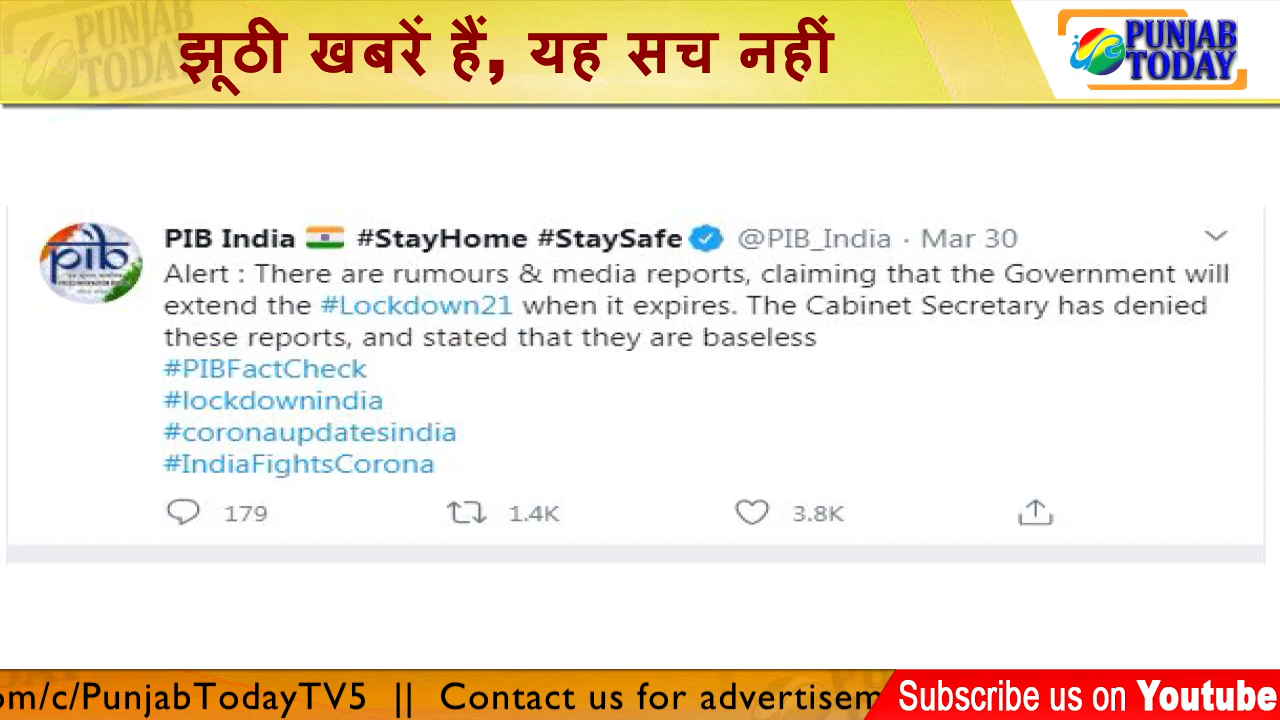 झूठी खबरें हैं, यह सच नहीं
PUNJAB
TODAY
PIB India #StayHome #StaySafe @PIB_India · Mar 30
Alert : There are rumours & media reports, claiming that the Government will
extend the #Lockdown21 when it expires. The Cabinet Secretary has denied
these reports, and stated that they are baseless
#PIBFactCheck
#lockdownindia
#coronaupdatesindia
#IndiaFightsCorona
179 1.4K 3.8K
om/c/PunjabTodayTV5 || Contact us for advertisem
Subscribe us on Youtube